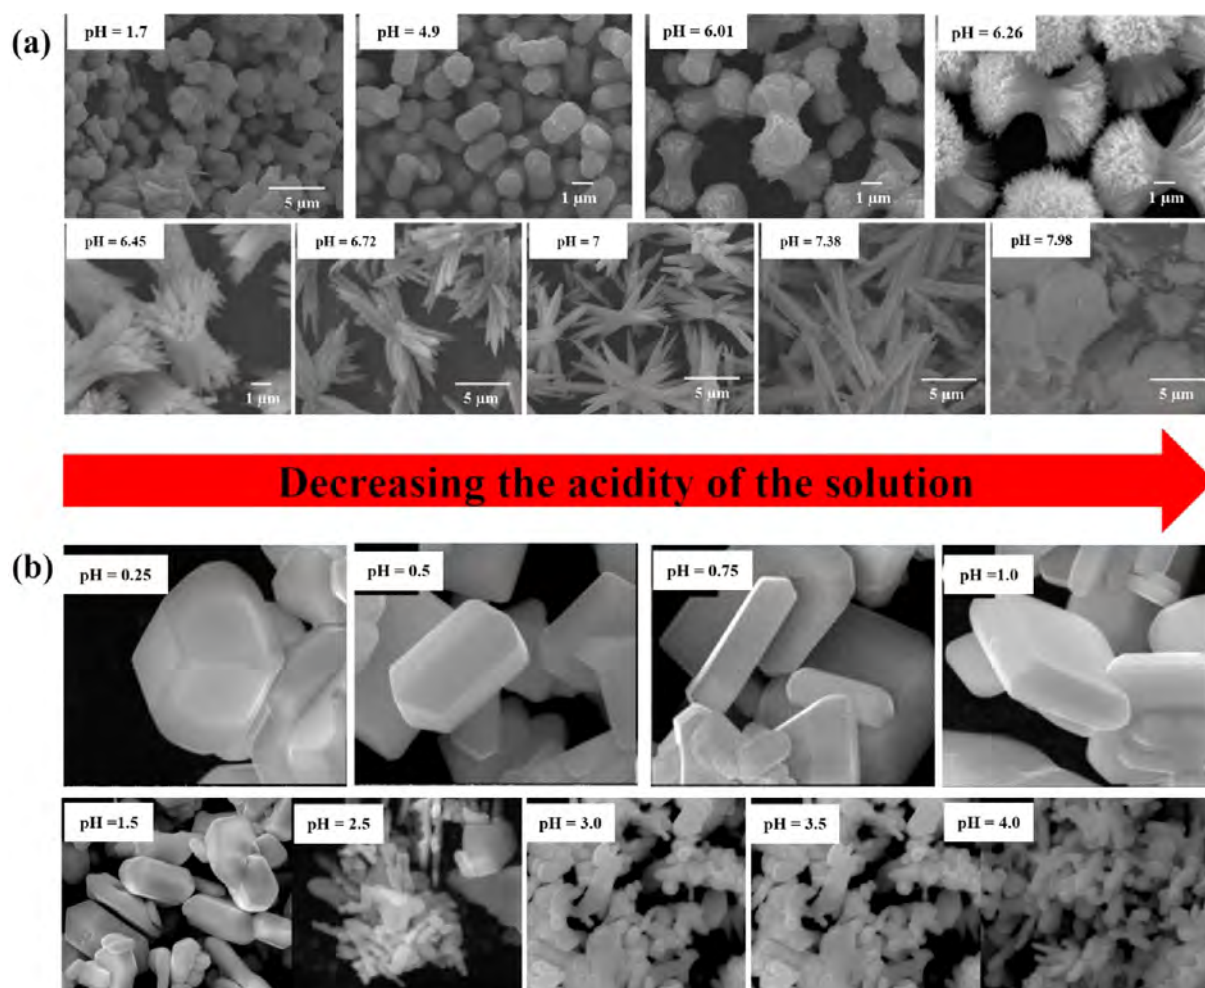 (a)
pH = 1.7
pH = 4.9
pH = 6.01
pH = 6.26
5 μm
1 μm
1 μm
1 μm
pH = 6.45
pH = 6.72
pH = 7
pH = 7.38
pH = 7.98
1 μm
5 μm
5 μm
5 μm
5 μm
Decreasing the acidity of the solution
(b)
pH = 0.25
pH = 0.5
pH = 0.75
pH =1.0
pH =1.5
pH = 2.5
pH = 3.0
pH = 3.5
pH = 4.0